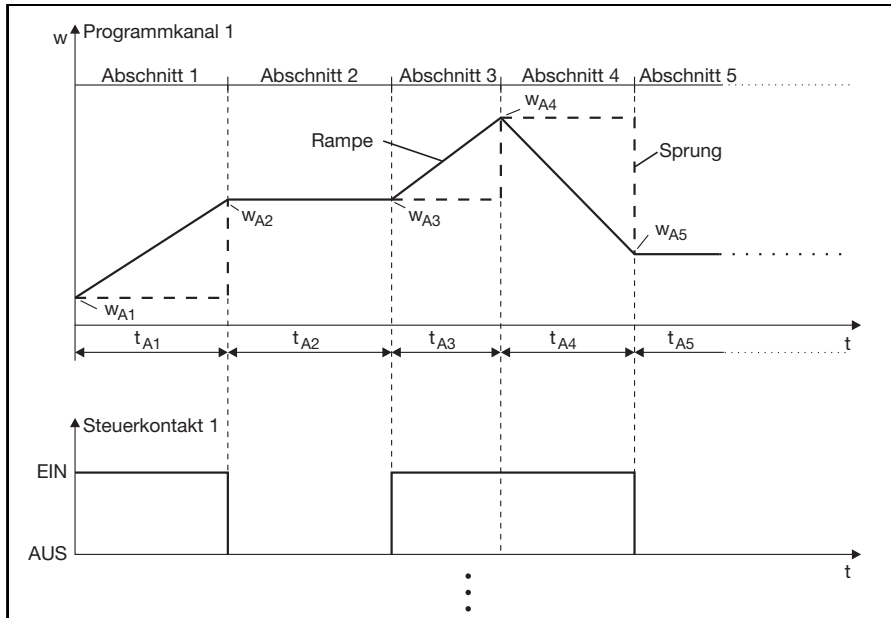 w Programmkanal 1
Abschnitt 1 Abschnitt 2 Abschnitt 3 Abschnitt 4 Abschnitt 5
wA4
Rampe
Sprung
wA2
wA3
wA5
wA1
tA1 tA2 tA3 tA4 tA5
t
Steuerkontakt 1
EIN
AUS
t